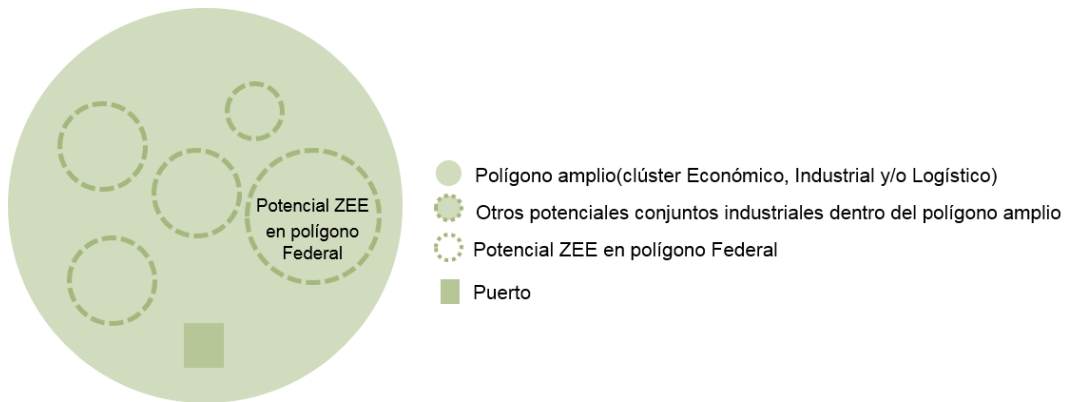 Potencial ZEE
en polígono
Federal
Polígono amplio(clúster Económico, Industrial y/o Logístico)
Otros potenciales conjuntos industriales dentro del polígono amplio
Potencial ZEE en polígono Federal
Puerto